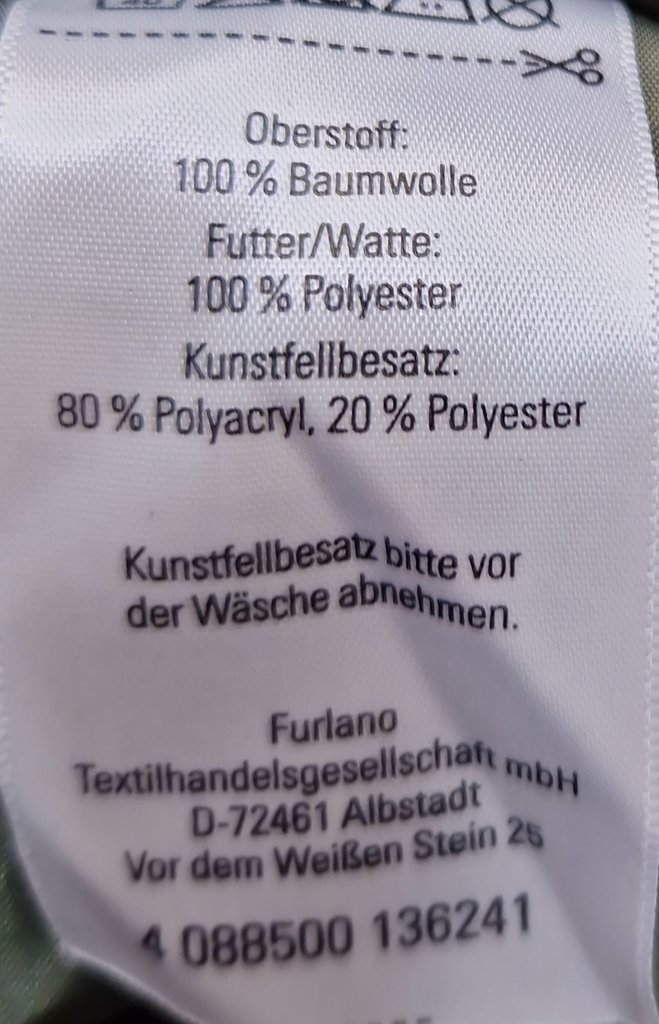 Oberstoff:
100 % Baumwolle
Futter/Watte:
100 % Polyester
Kunstfellbesatz:
80 % Polyacryl, 20 % Polyester
Kunstfellbesatz bitte vor
der Wäsche abnehmen.
Furlano
Textilhandelsgesellschaft mbH
D-72461 Albstadt
Vor dem Weißen Stein 25
4 088500 136241